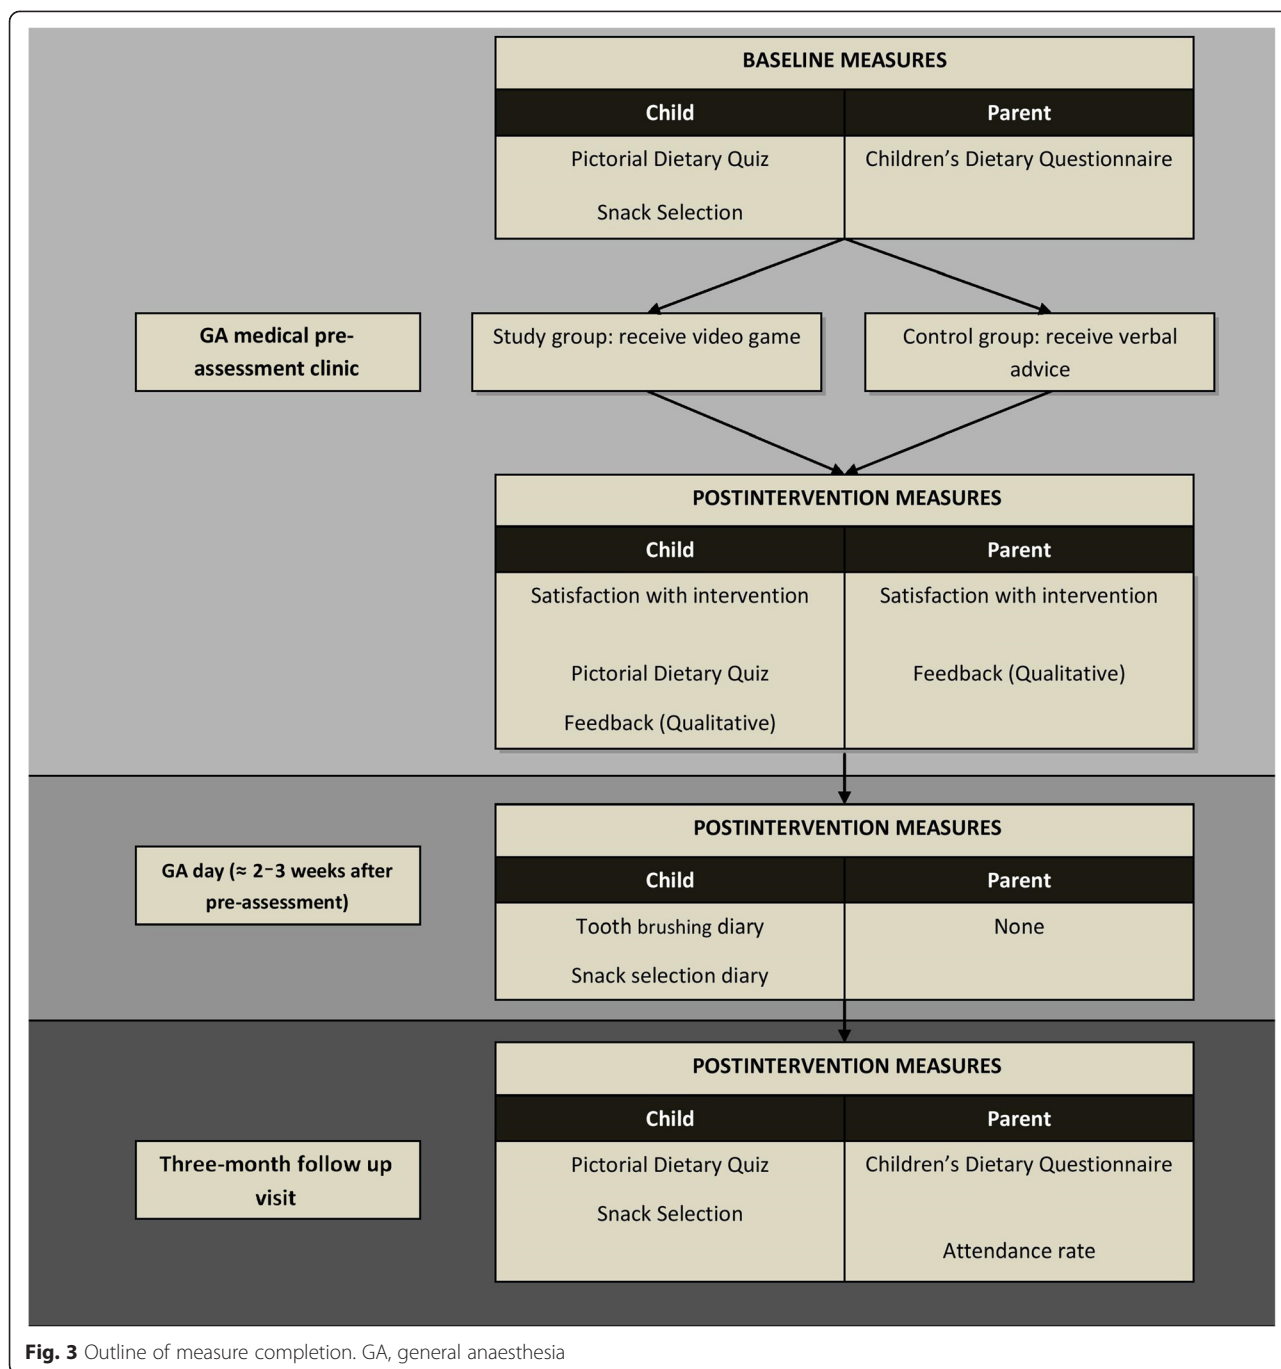 BASELINE MEASURES
Child
Parent
Pictorial Dietary Quiz
Children’s Dietary Questionnaire
Snack Selection
GA medical pre-
assessment clinic
Study group: receive video game
Control group: receive verbal
advice
POSTINTERVENTION MEASURES
Child
Parent
Satisfaction with intervention
Satisfaction with intervention
Pictorial Dietary Quiz
Feedback (Qualitative)
Feedback (Qualitative)
POSTINTERVENTION MEASURES
GA day (≈ 2–3 weeks after
pre-assessment)
Child
Parent
Tooth brushing diary
None
Snack selection diary
POSTINTERVENTION MEASURES
Child
Parent
Three-month follow up
visit
Pictorial Dietary Quiz
Children’s Dietary Questionnaire
Snack Selection
Attendance rate
Fig. 3 Outline of measure completion. GA, general anaesthesia